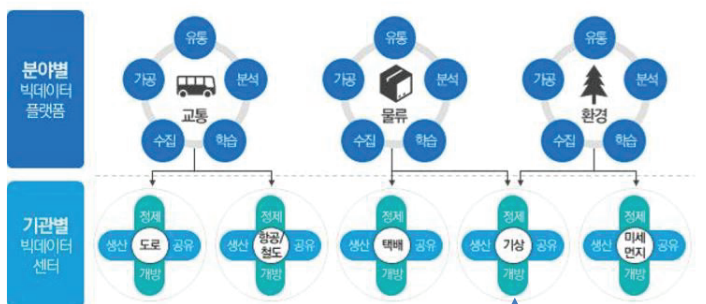 분야별
빅데이터
플랫폼
유통
가공
분석
교통
수집
학습
유통
가공
분석
물류
수집
학습
유통
가공
분석
환경
수집
학습
기관별
빅데이터
센터
정제
생산
도로
공유
개방
정제
생산
항공/
철도
공유
개방
정제
생산
택배
공유
개방
정제
생산
기상
공유
개방
정제
생산
미세
먼지
공유
개방